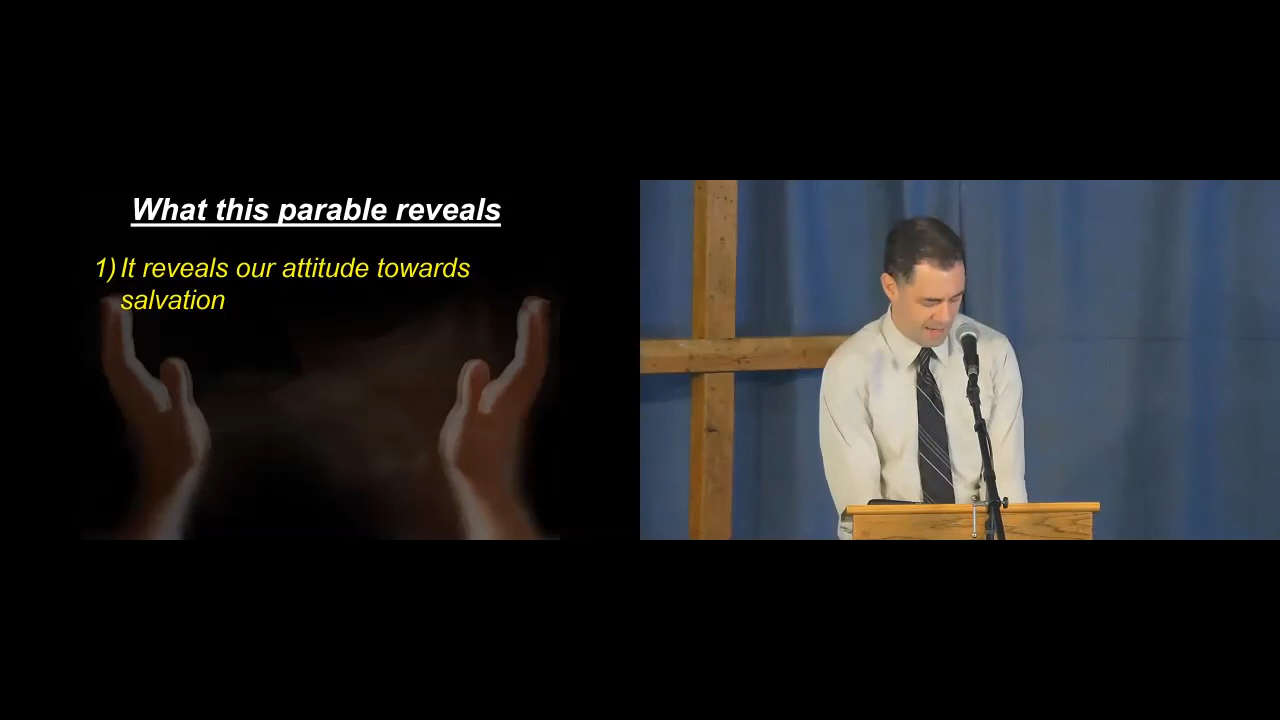 What this parable reveals
1) It reveals our attitude towards
salvation